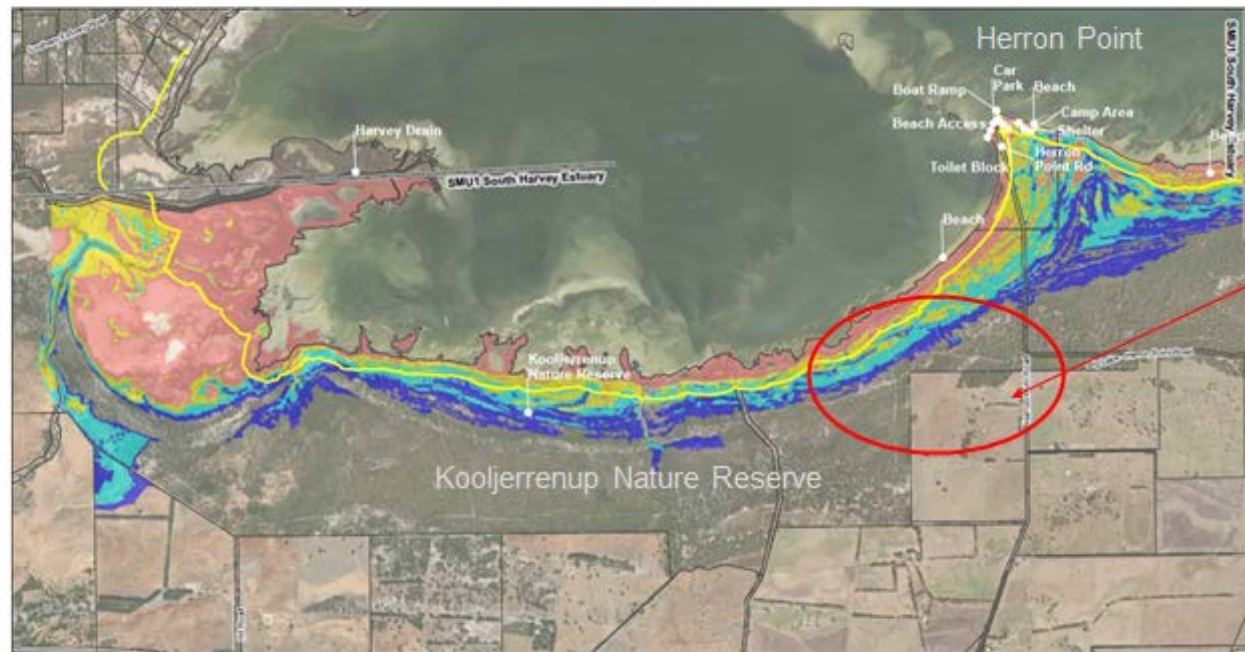 Herron Point
SMU1 South Harvey Estuary
Car
Park
Beach
Boat Ramp
Camp Area
Beach Access
Shelter
Harvey Drain
Herron
Point Rd
Toilet Block
SMU1 South Harvey Estuary
Beach
Kooljerrenup
Nature Reserve
Kooljerrenup Nature Reserve